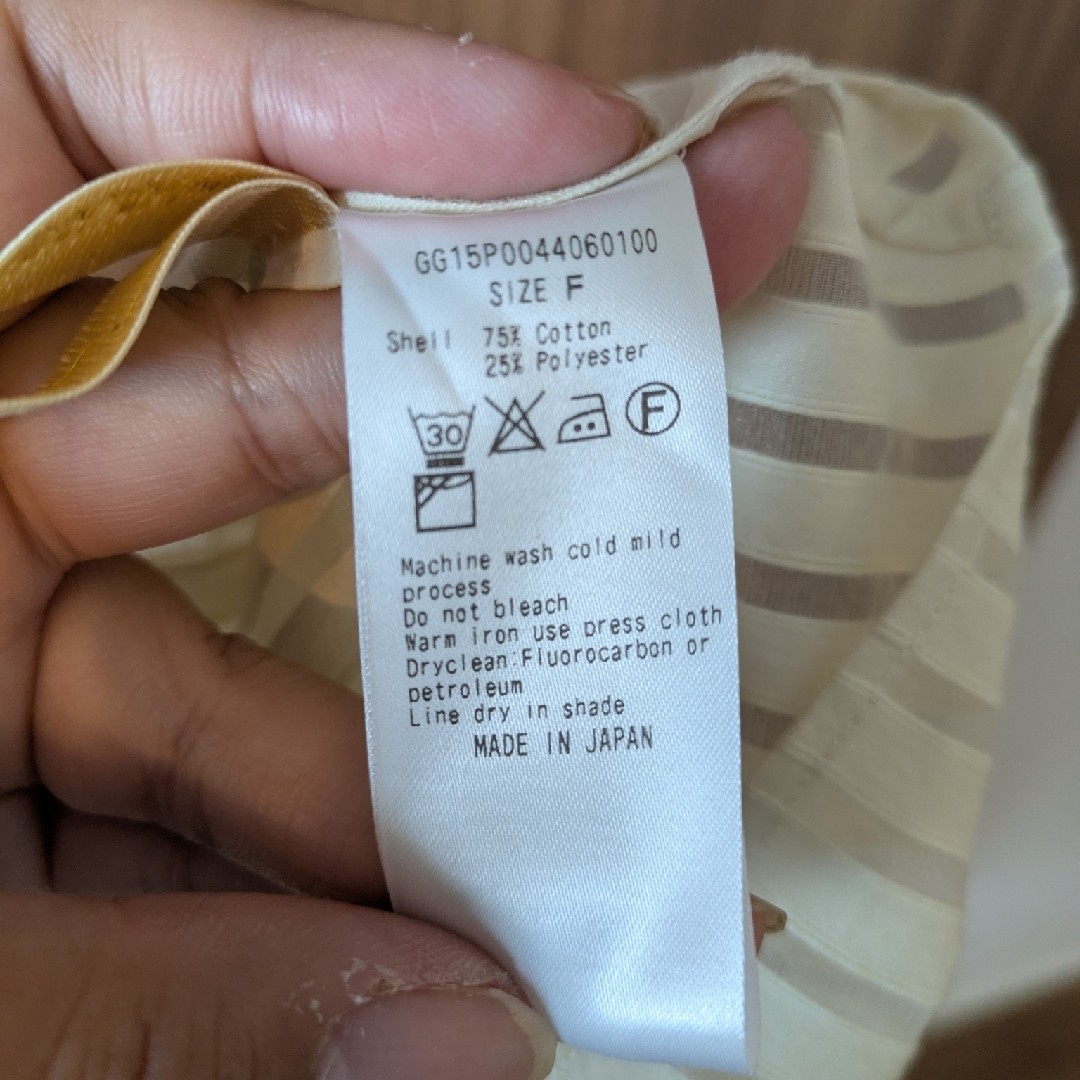 GG15P0044060100
SIZE F
Shell 75% Cotton
25% Polyester
30 F
Machine wash cold mild
process
Do not bleach
Warm iron use press cloth
Dryclean:Fluorocarbon or
petroleum
Line dry in shade
MADE IN JAPAN